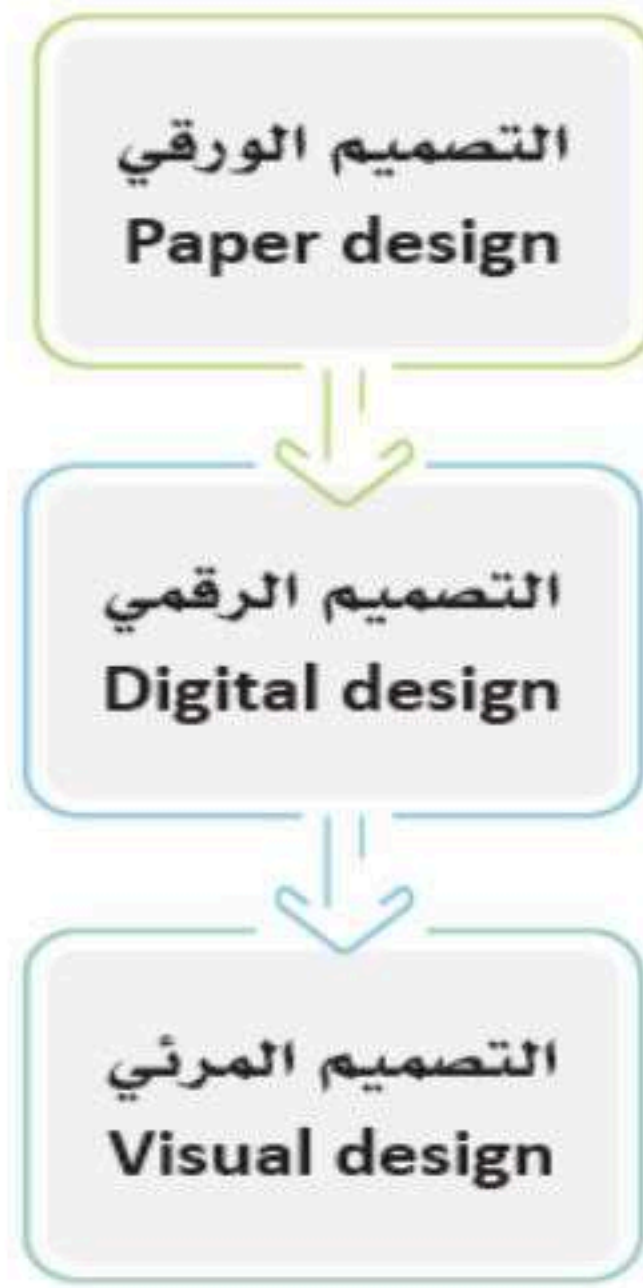 التصميم الورقي
Paper design
التصميم الرقمي
Digital design
التصميم المرئي
Visual design